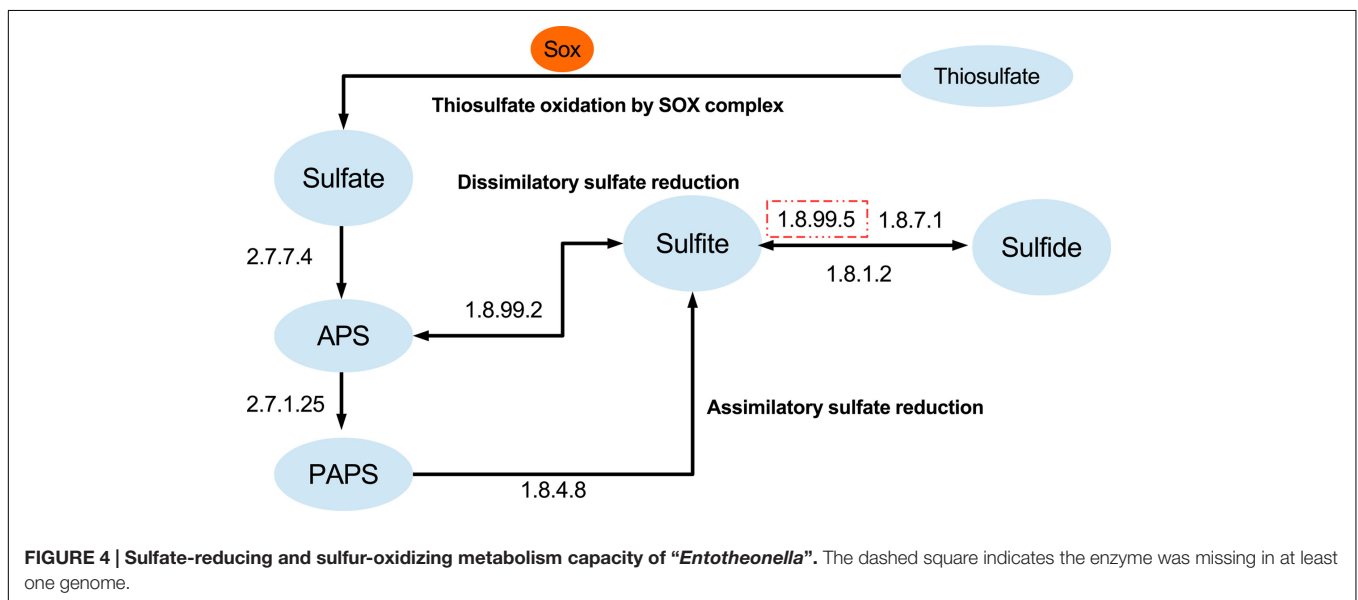 Sox
Thiosulfate
Thiosulfate oxidation by SOX complex
Sulfate
Dissimilatory sulfate reduction
1.8.99.5 1.8.7.1
Sulfite
Sulfide
2.7.7.4
1.8.1.2
1.8.99.2
APS
2.7.1.25
Assimilatory sulfate reduction
PAPS
1.8.4.8
FIGURE 4 | Sulfate-reducing and sulfur-oxidizing metabolism capacity of “Entotheonella”. The dashed square indicates the enzyme was missing in at least
one genome.